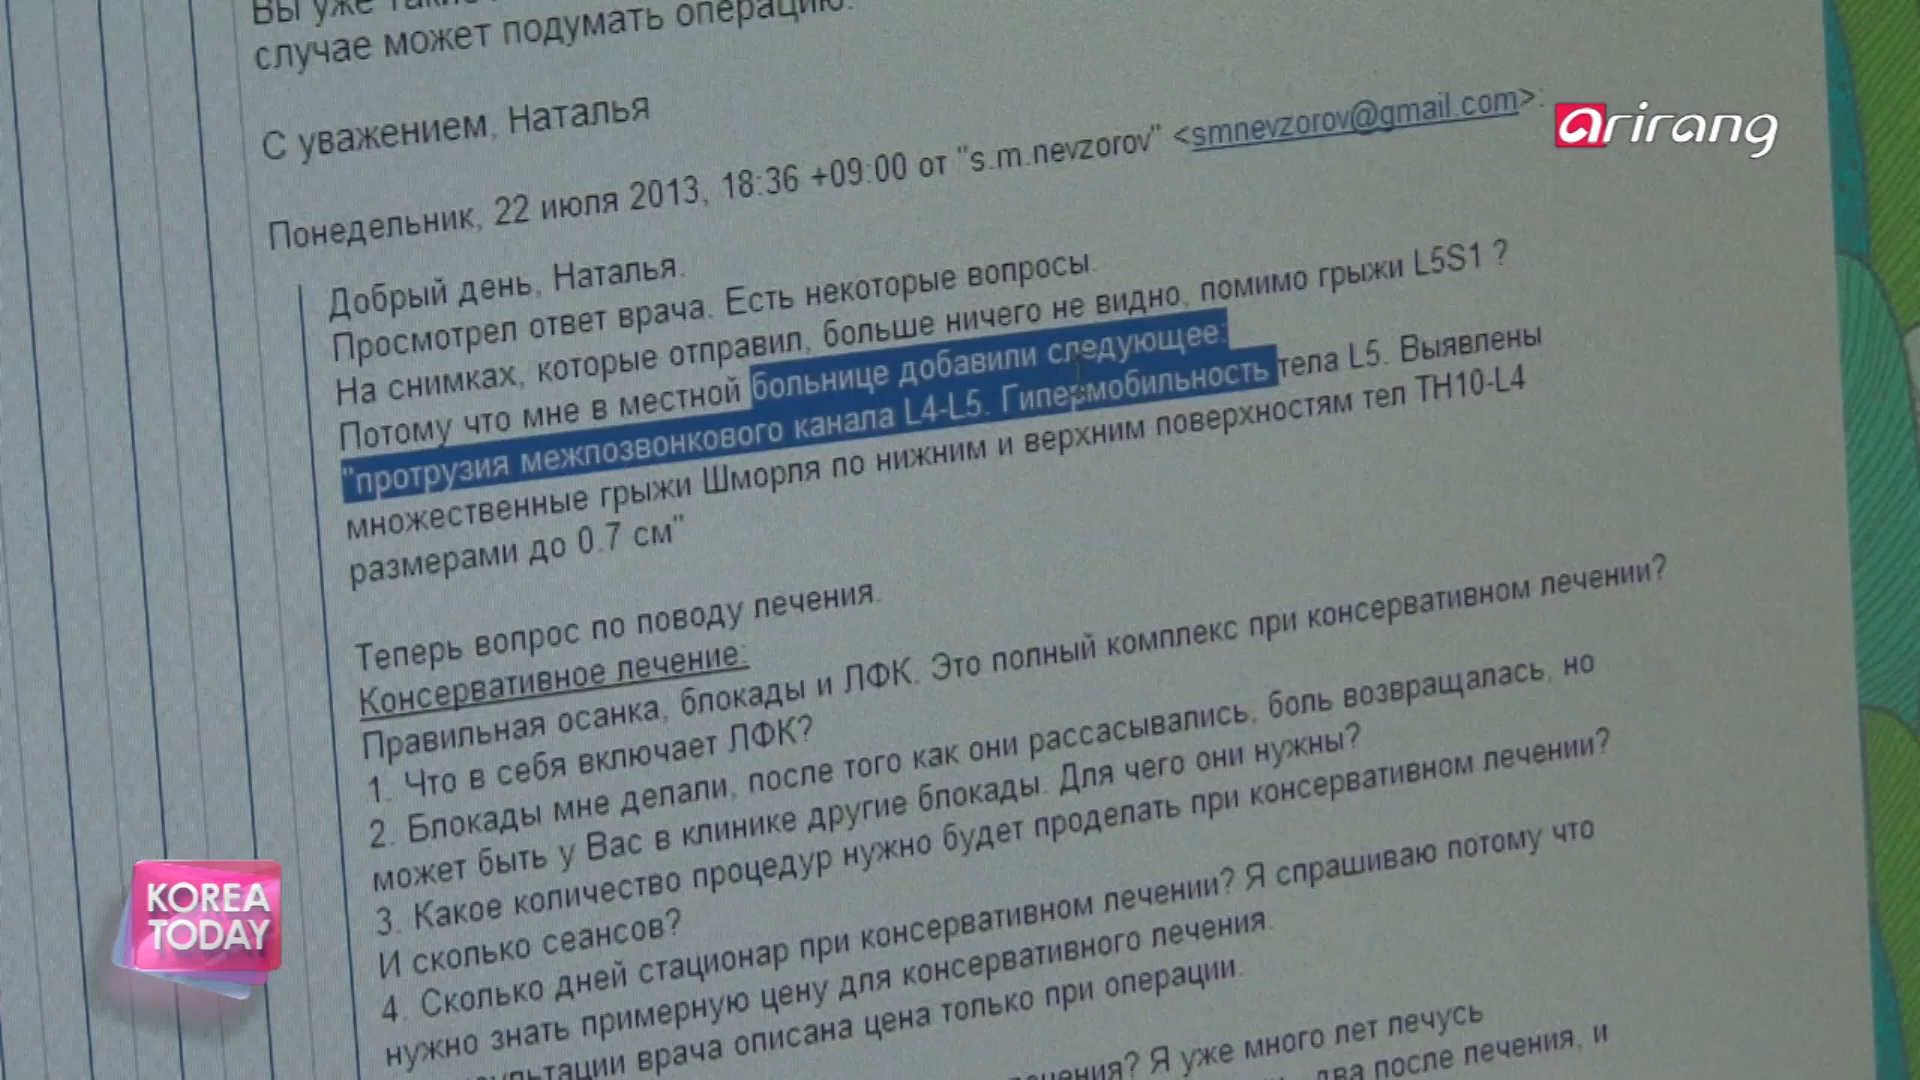 Вы уже
случае может подумать операцию.
С уважением, Наталья
Понедельник, 22 июля 2013, 18:36 +09:00 от "s.m.nevzorov" <smnevzorov@gmail.com>:
arirang
Добрый день, Наталья.
Просмотрел ответ врача. Есть некоторые вопросы.
На снимках, которые отправил, больше ничего не видно, помимо грыжи L5S1 ?
Потому что мне в местной больнице добавили следующее:
"протрузия межпозвонкового канала L4-L5. Гипермобильность тела L5. Выявлены
множественные грыжи Шморля по нижним и верхним поверхностям тел TH10-L4
размерами до 0.7 см"
Теперь вопрос по поводу лечения.
Консервативное лечение:
Правильная осанка, блокады и ЛФК. Это полный комплекс при консервативном лечении?
1. Что в себя включает ЛФК?
2. Блокады мне делали, после того как они рассасывались, боль возвращалась, но
может быть у Вас в клинике другие блокады. Для чего они нужны?
3. Какое количество процедур нужно будет проделать при консервативном лечении?
И сколько сеансов?
4. Сколько дней стационар при консервативном лечении? Я спрашиваю потому что
нужно знать примерную цену для консервативного лечения.
врача описана цена только при операции.
Я уже много лет лечусь
два после лечения, и
KOREA
TODAY